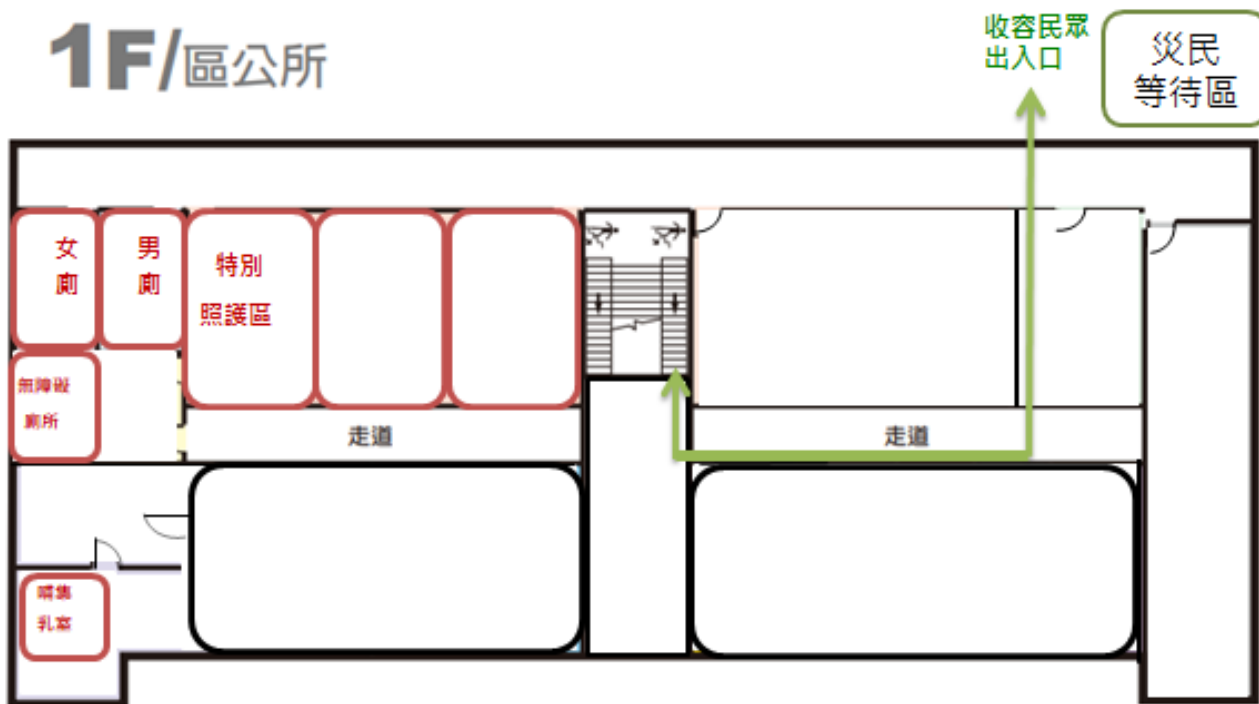 1F/區公所
收容民眾
出入口
災民
等待區
女
廁
男
廁
特別
照護區
無障礙
廁所
走道
走道
哺集
乳室